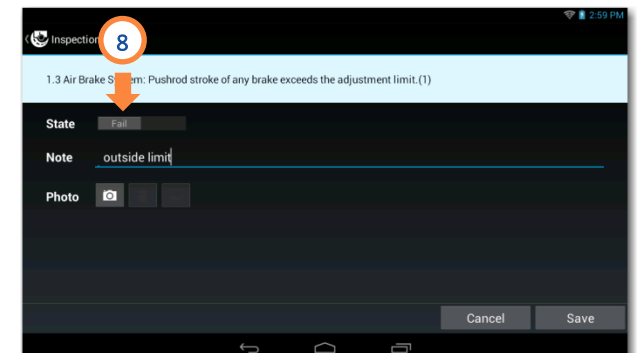 2:59 PM
Inspection
8
1.3 Air Brake System: Pushrod stroke of any brake exceeds the adjustment limit.(1)
State Fail
Note outside limit
Photo
Cancel Save